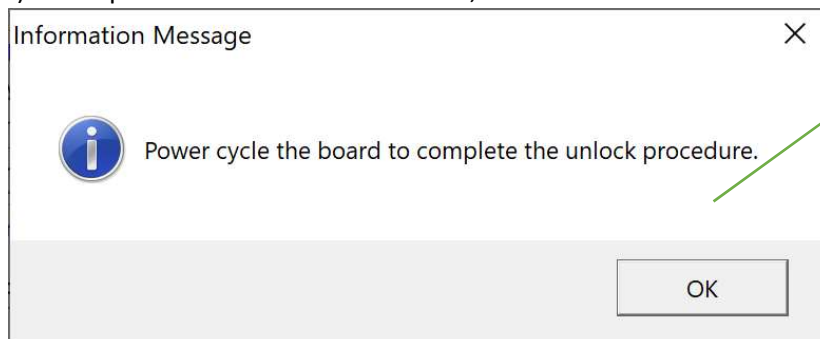 Information Message
Power cycle the board to complete the unlock procedure.
OK